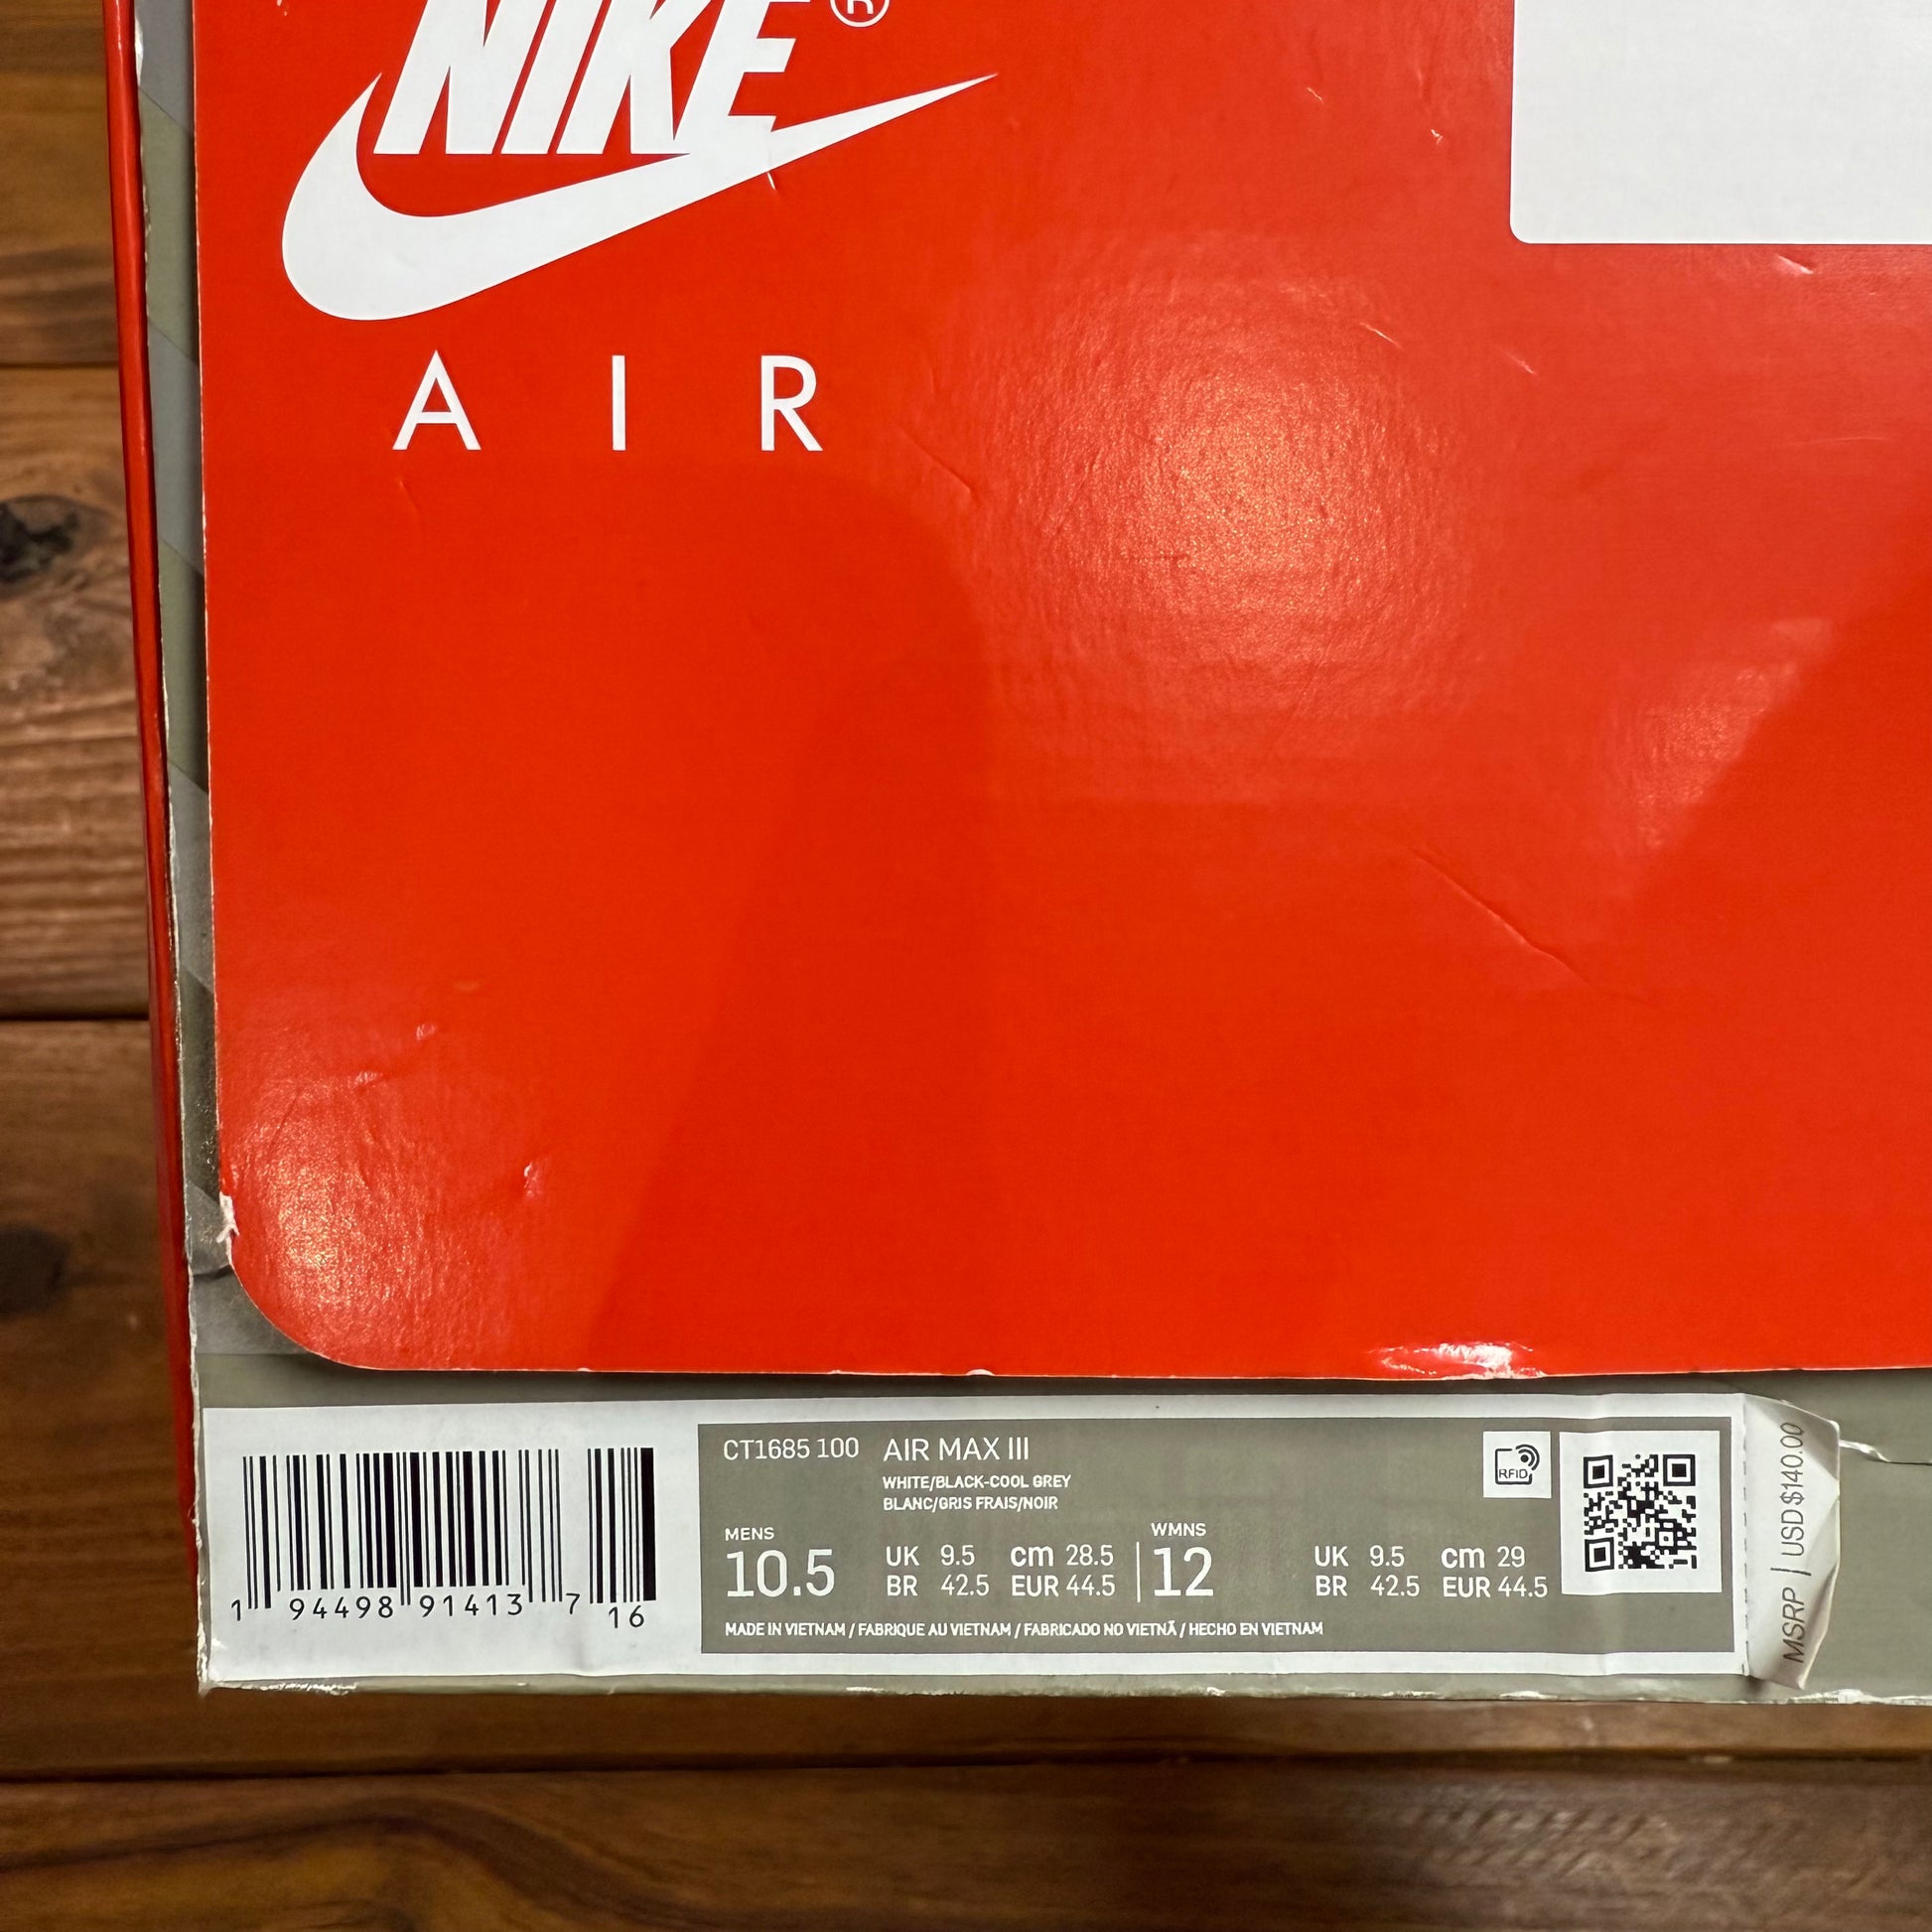 NIKE®
AIR
CT1685 100 AIR MAX III
WHITE/BLACK-COOL GREY
BLANC/GRIS FRAIS/NOIR
RFID
MENS
10.5
UK 9.5 cm 28.5
BR 42.5 EUR 44.5
WMNS
12
UK 9.5 cm 29
BR 42.5 EUR 44.5
MADE IN VIETNAM / FABRIQUE AU VIETNAM / FABRICADO NO VIETNÃ / HECHO EN VIETNAM
1 94498 91413 7 16
MSRP | USD$140.00